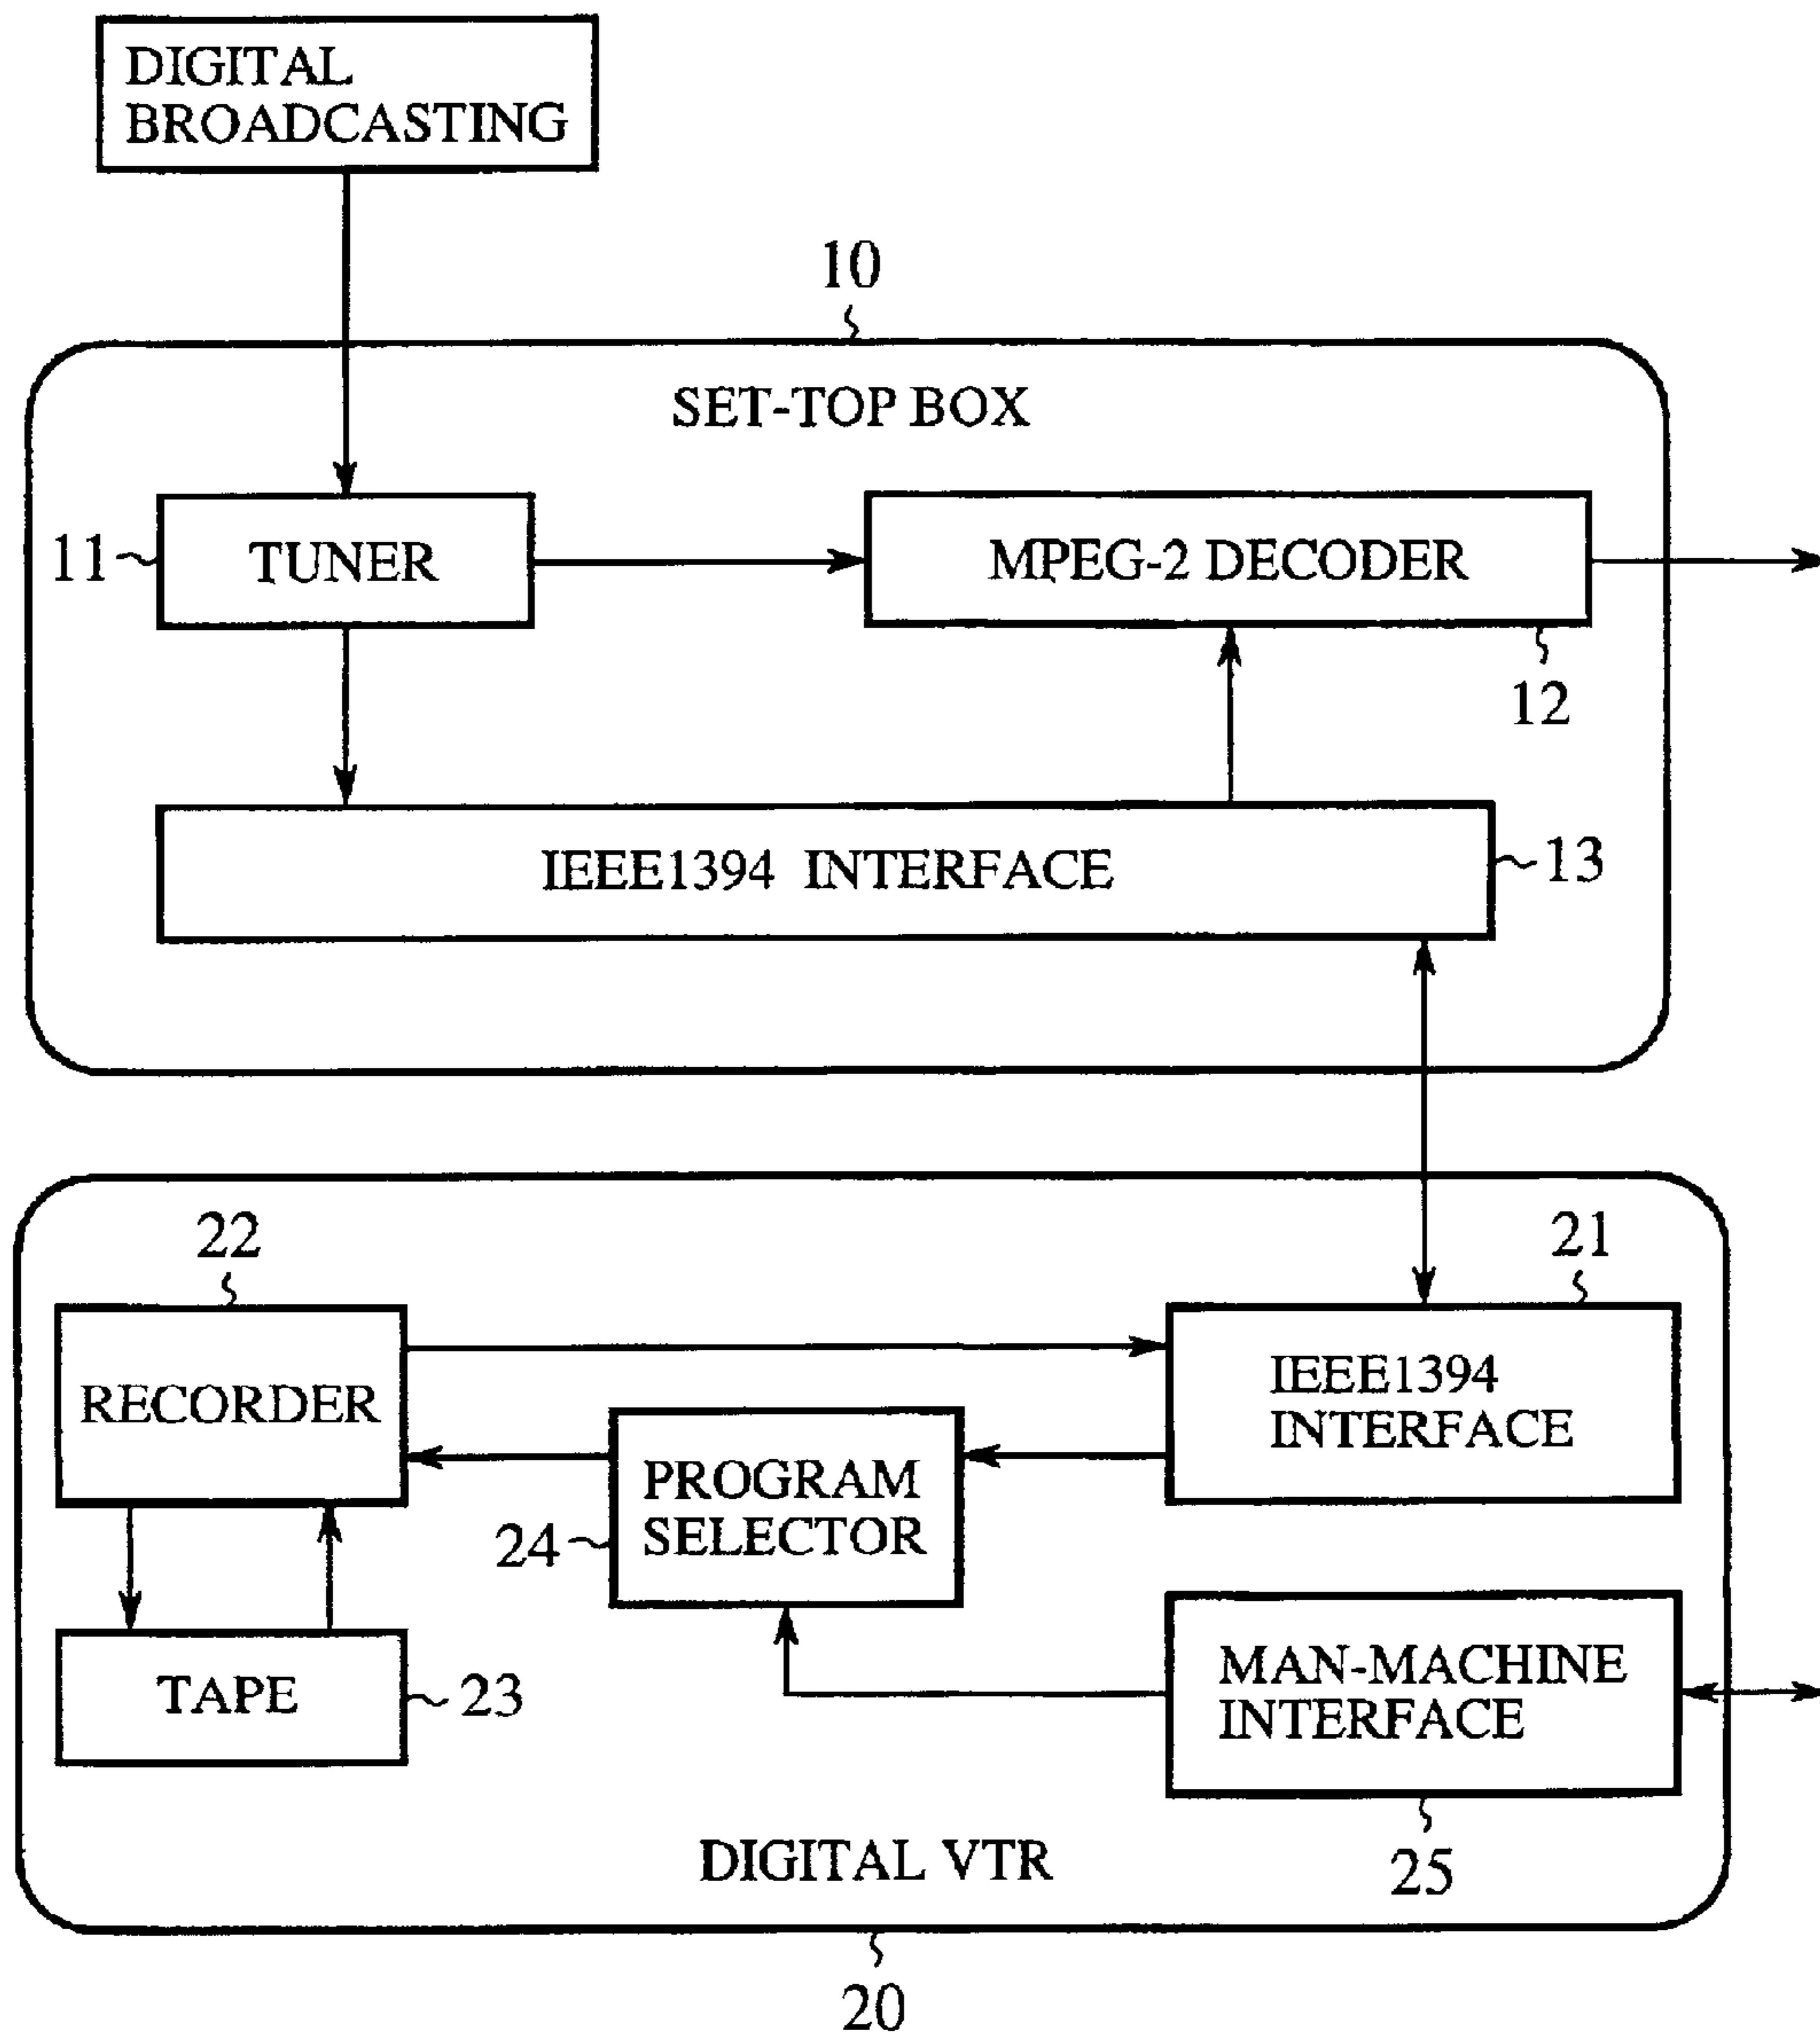 DIGITAL
BROADCASTING
10
SET-TOP BOX
11
TUNER
MPEG-2 DECODER
12
IEEE1394 INTERFACE
13
22
21
RECORDER
IEEE1394
INTERFACE
PROGRAM
SELECTOR
24
TAPE
23
MAN-MACHINE
INTERFACE
25
DIGITAL VTR
20